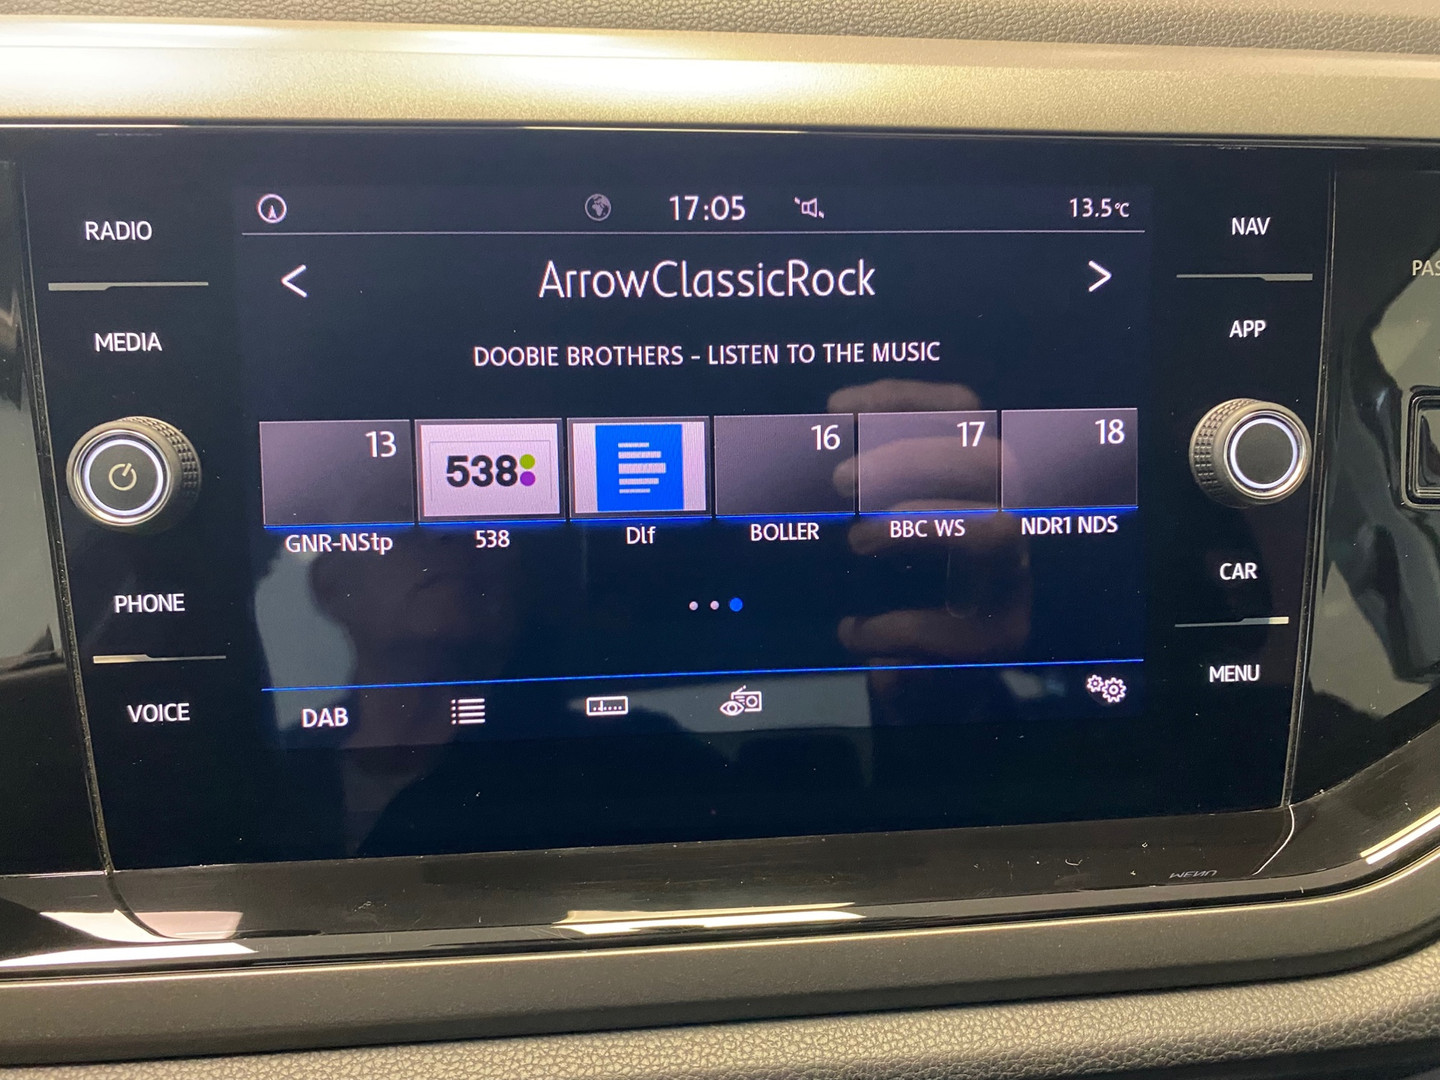 RADIO
MEDIA
PHONE
VOICE
17:05
13.5°C
ArrowClassicRock
DOOBIE BROTHERS - LISTEN TO THE MUSIC
13
538
16
17
18
GNR-NStp
538
Dlf
BOLLER
BBC WS
NDR1 NDS
DAB
NAV
APP
CAR
MENU
PAS